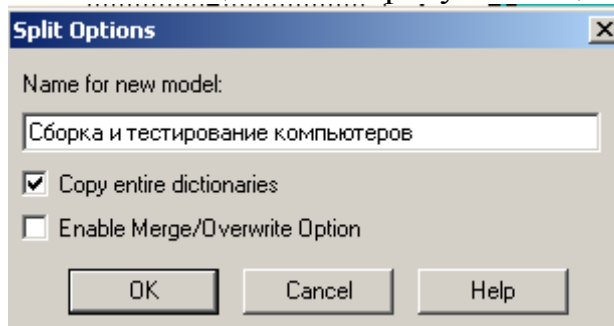 Split Options
Name for new model:
Сборка и тестирование компьютеров
Copy entire dictionaries
Enable Merge/Overwrite Option
OK Cancel Help